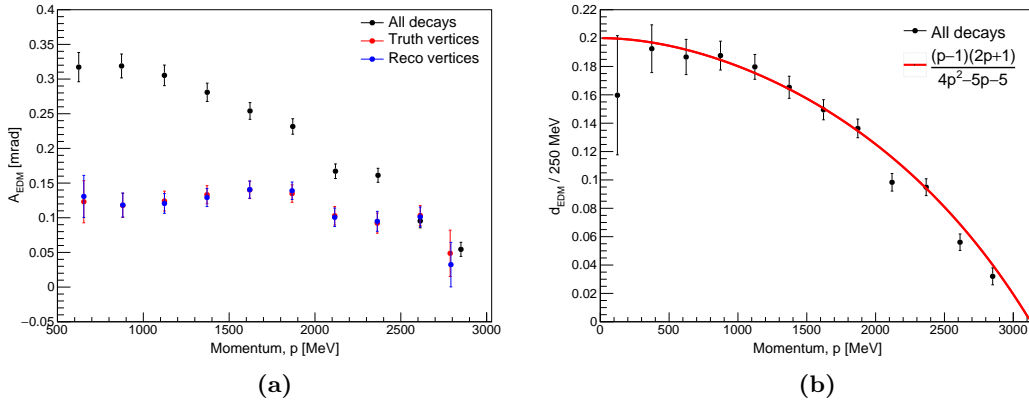 0.4
0.35
0.3
0.25
0.2
0.15
0.1
0.05
0
−0.05
A_EDM [mrad]
500 1000 1500 2000 2500 3000
Momentum, p [MeV]
All decays
Truth vertices
Reco vertices
(a)
0.22
0.2
0.18
0.16
0.14
0.12
0.1
0.08
0.06
0.04
0.02
0
d_EDM / 250 MeV
0 500 1000 1500 2000 2500 3000
Momentum, p [MeV]
All decays
(p−1)(2p+1)
4p²−5p−5
(b)